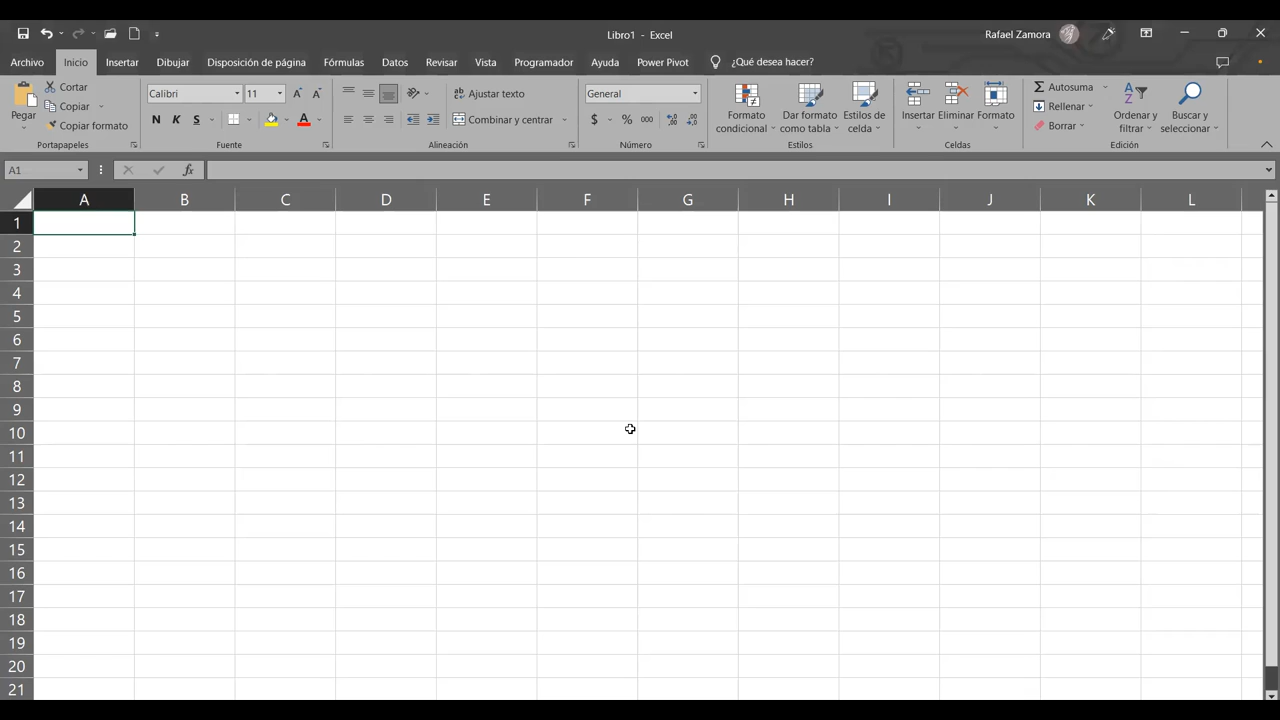 Libro1 - Excel
Rafael Zamora
Archivo Inicio Insertar Dibujar Disposición de página Fórmulas Datos Revisar Vista Programador Ayuda Power Pivot ¿Qué desea hacer?
Pegar
Cortar
Copiar
Copiar formato
Portapapeles
Calibri 11
N K S
Fuente
Ajustar texto
Combinar y centrar
Alineación
General
$ % 000
Número
Formato condicional
Dar formato como tabla
Estilos de celda
Estilos
Insertar Eliminar Formato
Celdas
Autosuma
Rellenar
Borrar
Ordenar y filtrar
Buscar y seleccionar
Edición
A1 fx
A B C D E F G H I J K L
1
2
3
4
5
6
7
8
9
10
11
12
13
14
15
16
17
18
19
20
21